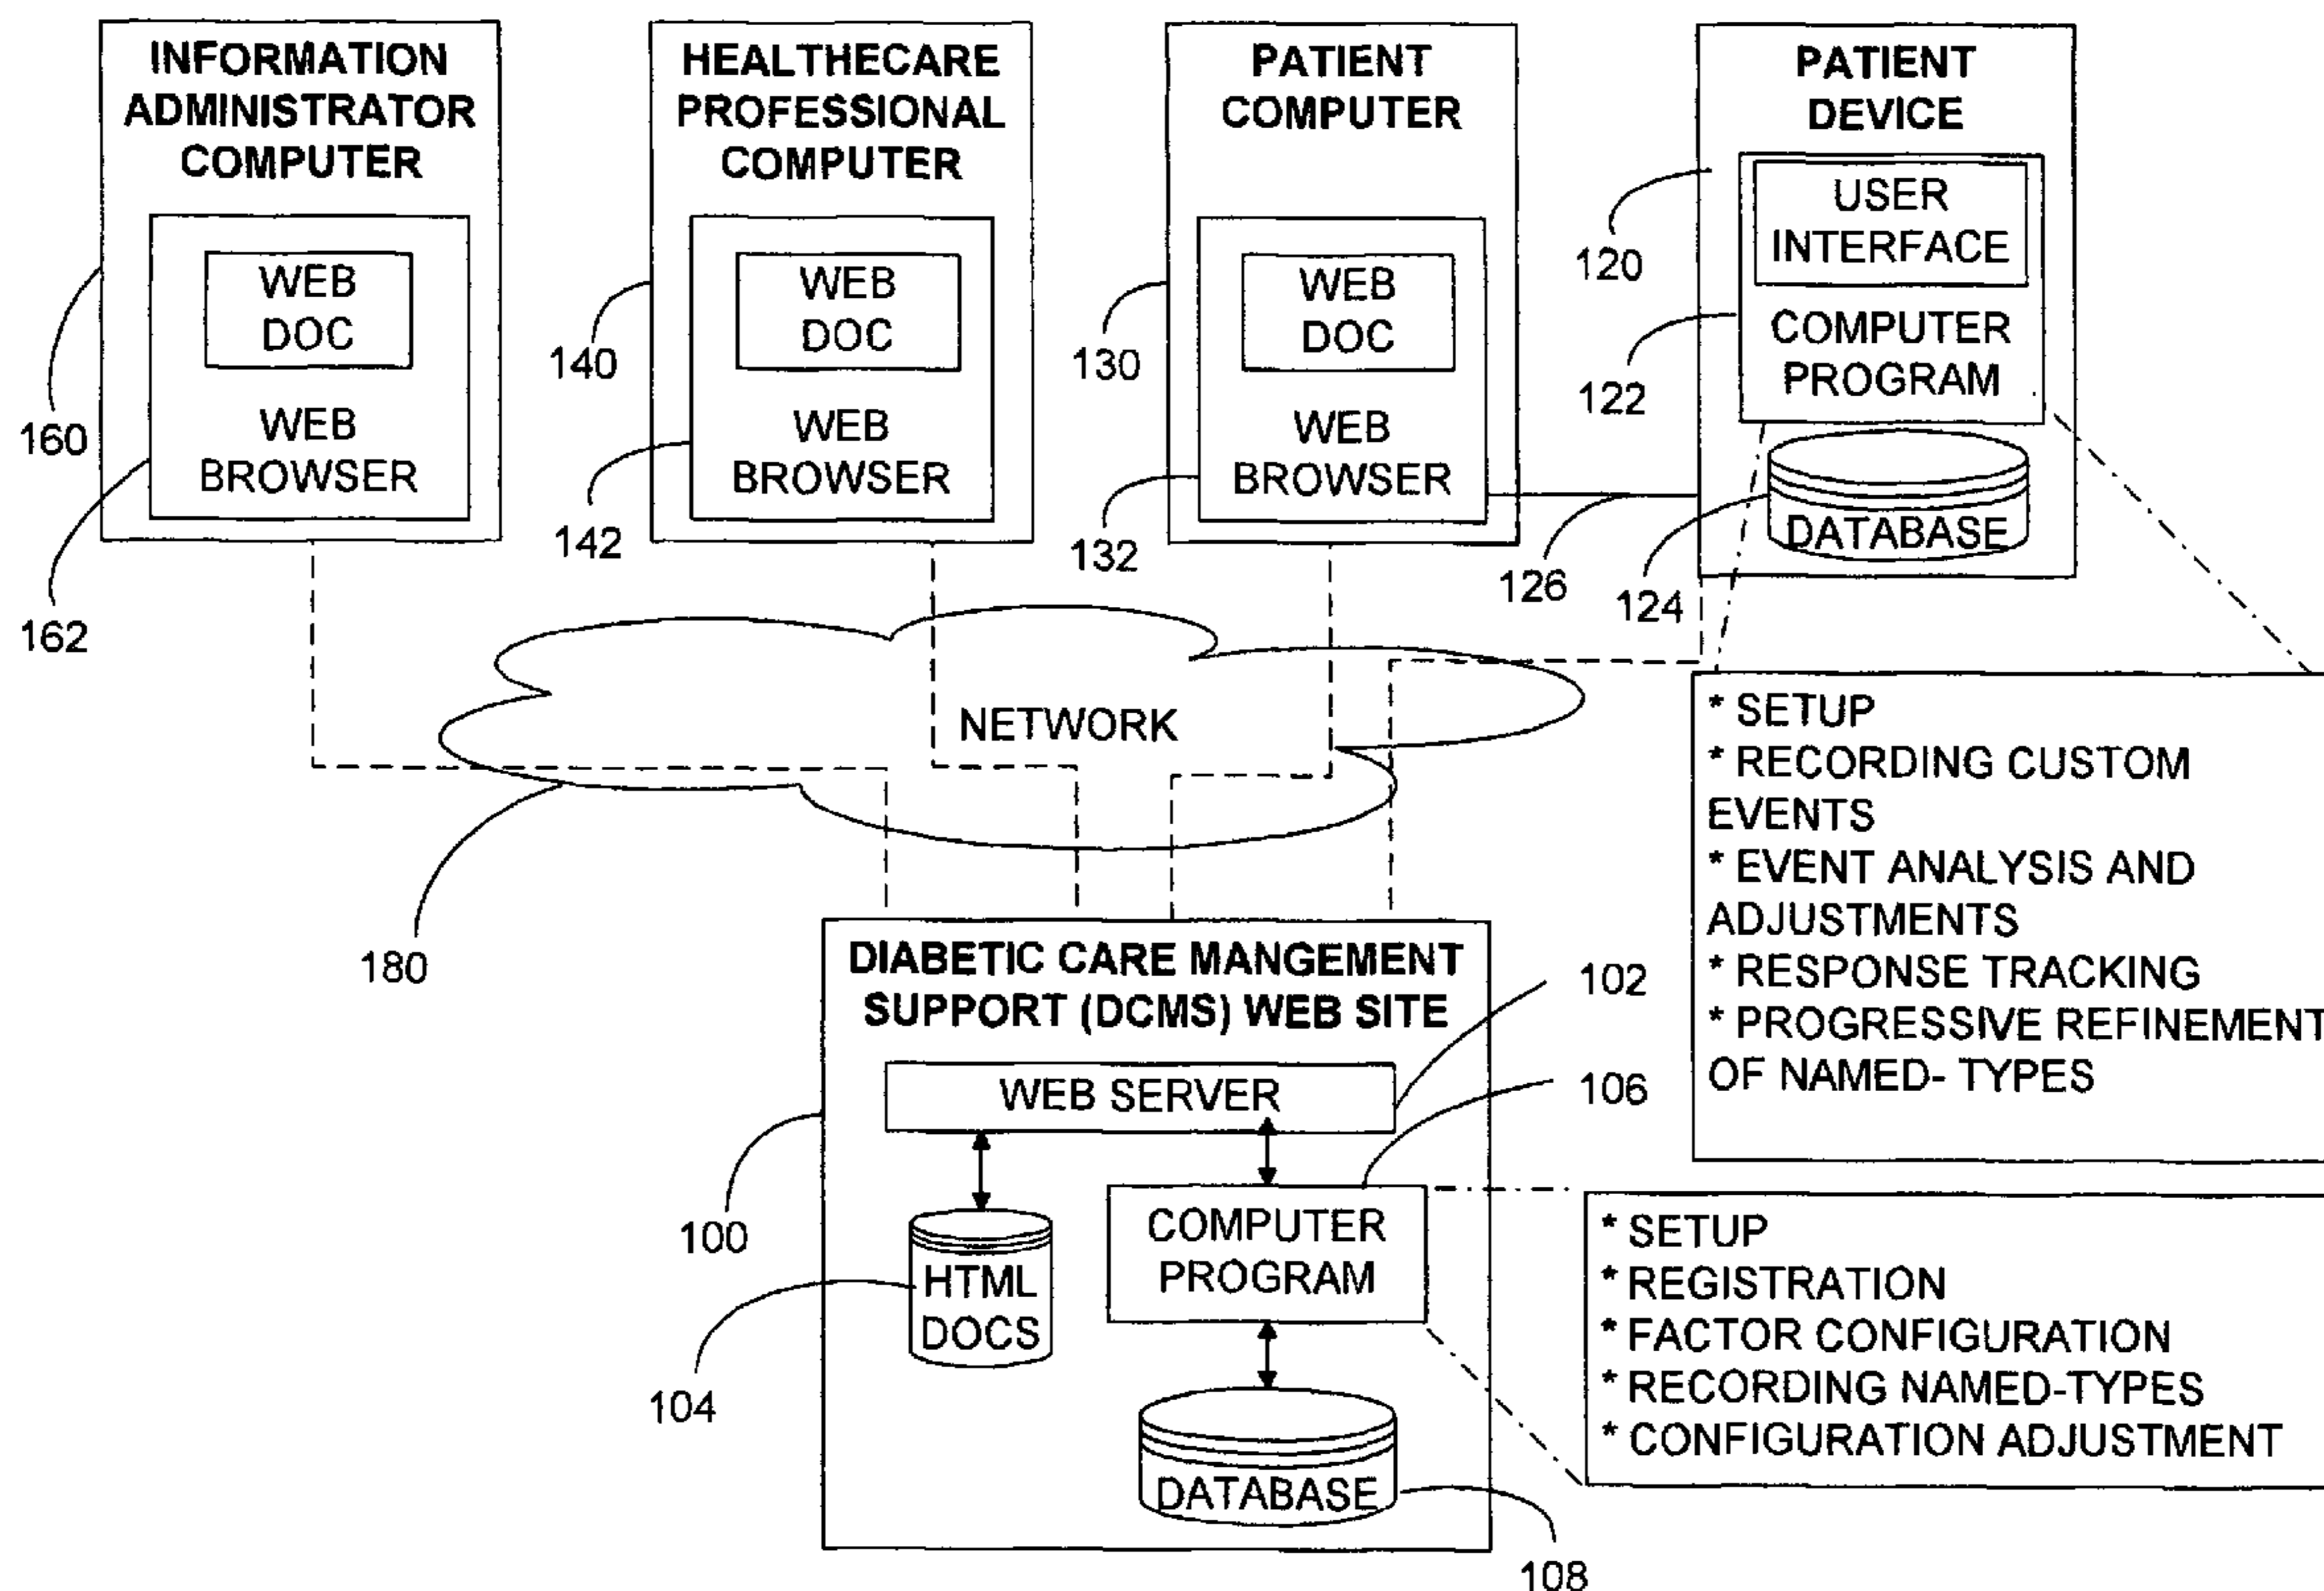 INFORMATION
ADMINISTRATOR
COMPUTER
WEB
DOC
WEB
BROWSER
160
162
HEALTHECARE
PROFESSIONAL
COMPUTER
WEB
DOC
WEB
BROWSER
140
142
PATIENT
COMPUTER
WEB
DOC
WEB
BROWSER
130
132
126
PATIENT
DEVICE
USER
INTERFACE
COMPUTER
PROGRAM
DATABASE
120
122
124
NETWORK
180
* SETUP
* RECORDING CUSTOM
EVENTS
* EVENT ANALYSIS AND
ADJUSTMENTS
* RESPONSE TRACKING
* PROGRESSIVE REFINEMENT
OF NAMED- TYPES
DIABETIC CARE MANGEMENT
SUPPORT (DCMS) WEB SITE
WEB SERVER
HTML
DOCS
COMPUTER
PROGRAM
DATABASE
102
106
100
104
108
* SETUP
* REGISTRATION
* FACTOR CONFIGURATION
* RECORDING NAMED-TYPES
* CONFIGURATION ADJUSTMENT